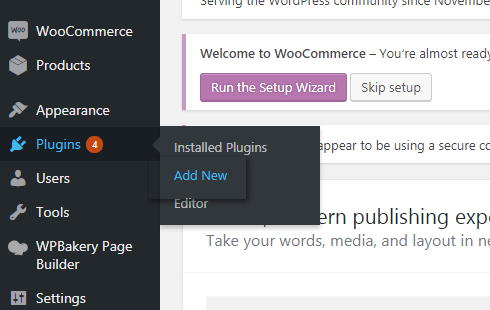 Serving the WordPress community since November
WOO WooCommerce
Products
Appearance
Plugins 4
Users
Tools
WPBakery Page
Builder
Settings
Installed Plugins
Add New
Editor
Welcome to WooCommerce – You're almost ready
Run the Setup Wizard Skip setup
appear to be using a secure co
ern publishing expe
Take your words, media, and layout in ne